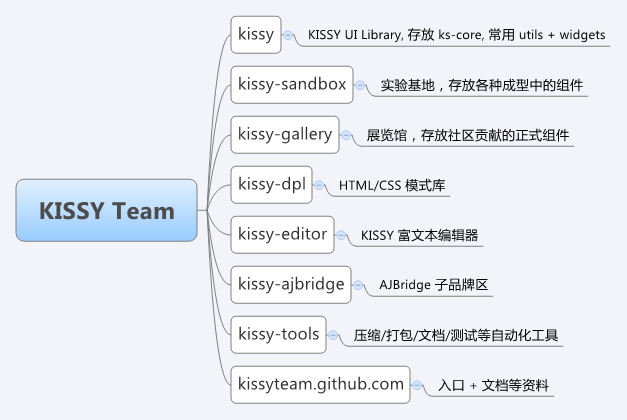 kissy
KISSY UI Library, 存放 ks-core, 常用 utils + widgets
kissy-sandbox
实验基地，存放各种成型中的组件
kissy-gallery
展览馆，存放社区贡献的正式组件
kissy-dpl
HTML/CSS 模式库
KISSY Team
kissy-editor
KISSY 富文本编辑器
kissy-ajbridge
AJBridge 子品牌区
kissy-tools
压缩/打包/文档/测试等自动化工具
kissyteam.github.com
入口 + 文档等资料